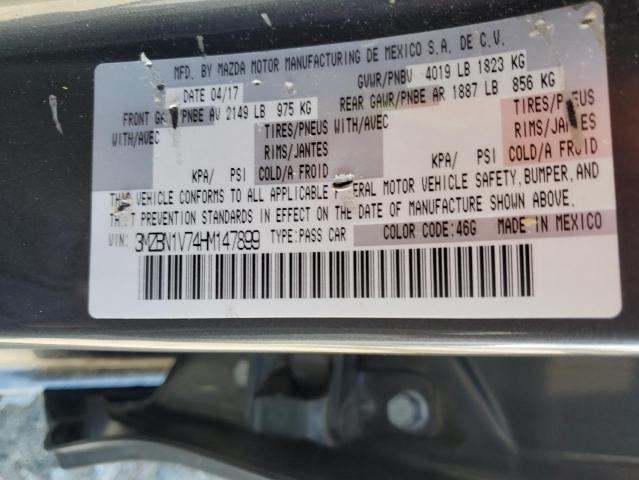 MFD. BY MAZDA MOTOR MANUFACTURING DE MEXICO S.A. DE C.V.
DATE 04/17 GVWR/PNBV 4019 LB 1823 KG
FRONT PNBE AV 2149 LB 975 KG REAR GAWR/PNBE AR 1887 LB 856 KG
WITH/AVEC TIRES/PNEUS WITH/AVEC TIRES/PNEUS
RIMS/JANTES RIMS/JANTES
KPA/ PSI COLD/A FROID KPA/ PSI COLD/A FROID
VEHICLE CONFORMS TO ALL APPLICABLE MOTOR VEHICLE SAFETY, BUMPER, AND
PREVENTION STANDARDS IN EFFECT ON THE DATE OF MANUFACTURE SHOWN ABOVE.
VIN: 3MZBN1V74HM147899 TYPE:PASS CAR COLOR CODE:46G MADE IN MEXICO